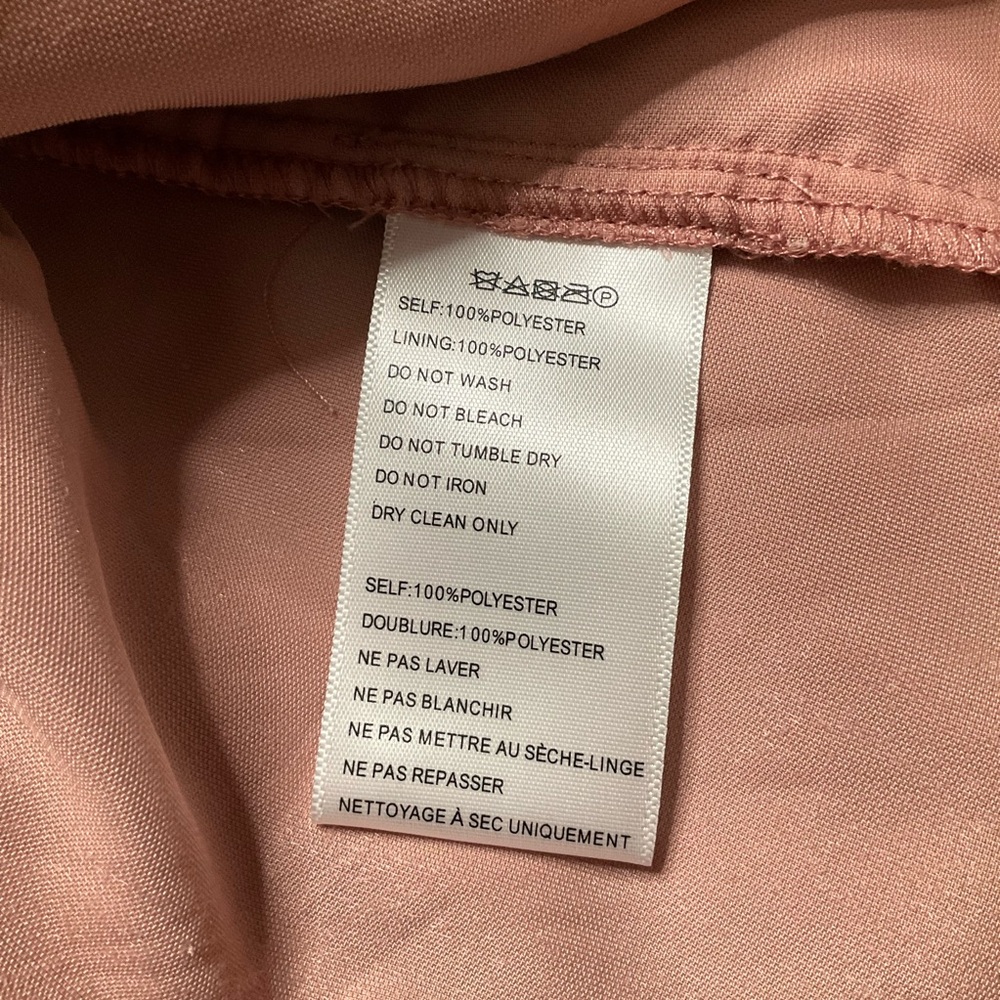 P
SELF:100%POLYESTER
LINING:100%POLYESTER
DO NOT WASH
DO NOT BLEACH
DO NOT TUMBLE DRY
DO NOT IRON
DRY CLEAN ONLY
SELF:100%POLYESTER
DOUBLURE:100%POLYESTER
NE PAS LAVER
NE PAS BLANCHIR
NE PAS METTRE AU SÈCHE-LINGE
NE PAS REPASSER
NETTOYAGE À SEC UNIQUEMENT